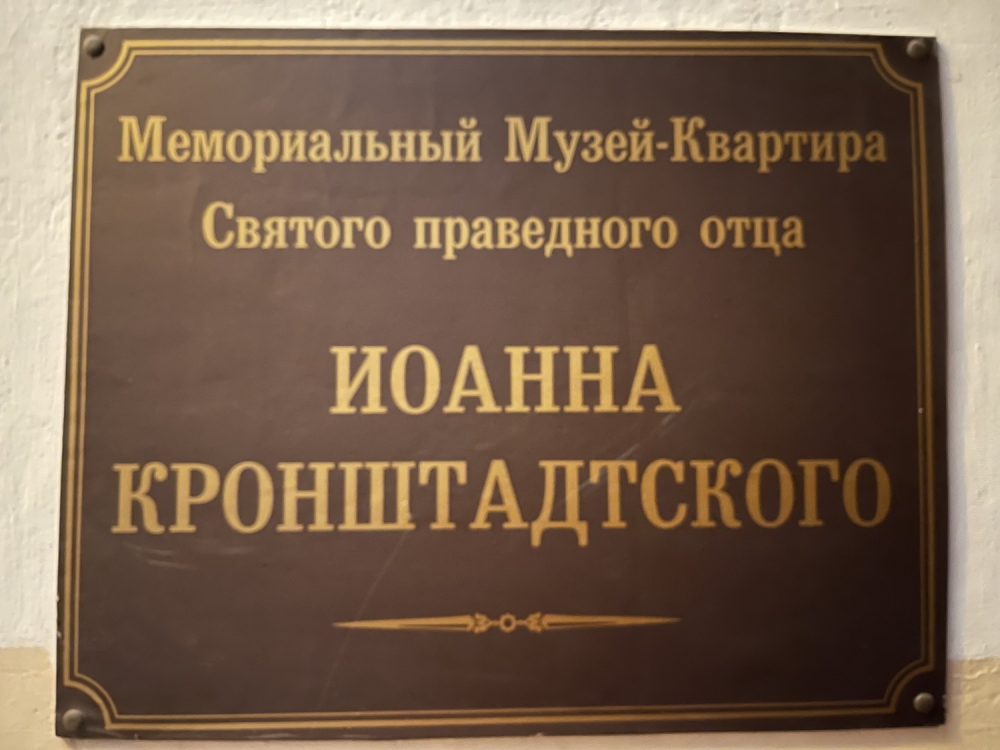 Мемориальный Музей-Квартира
Святого праведного отца
ИОАННА
КРОНШТАДТСКОГО